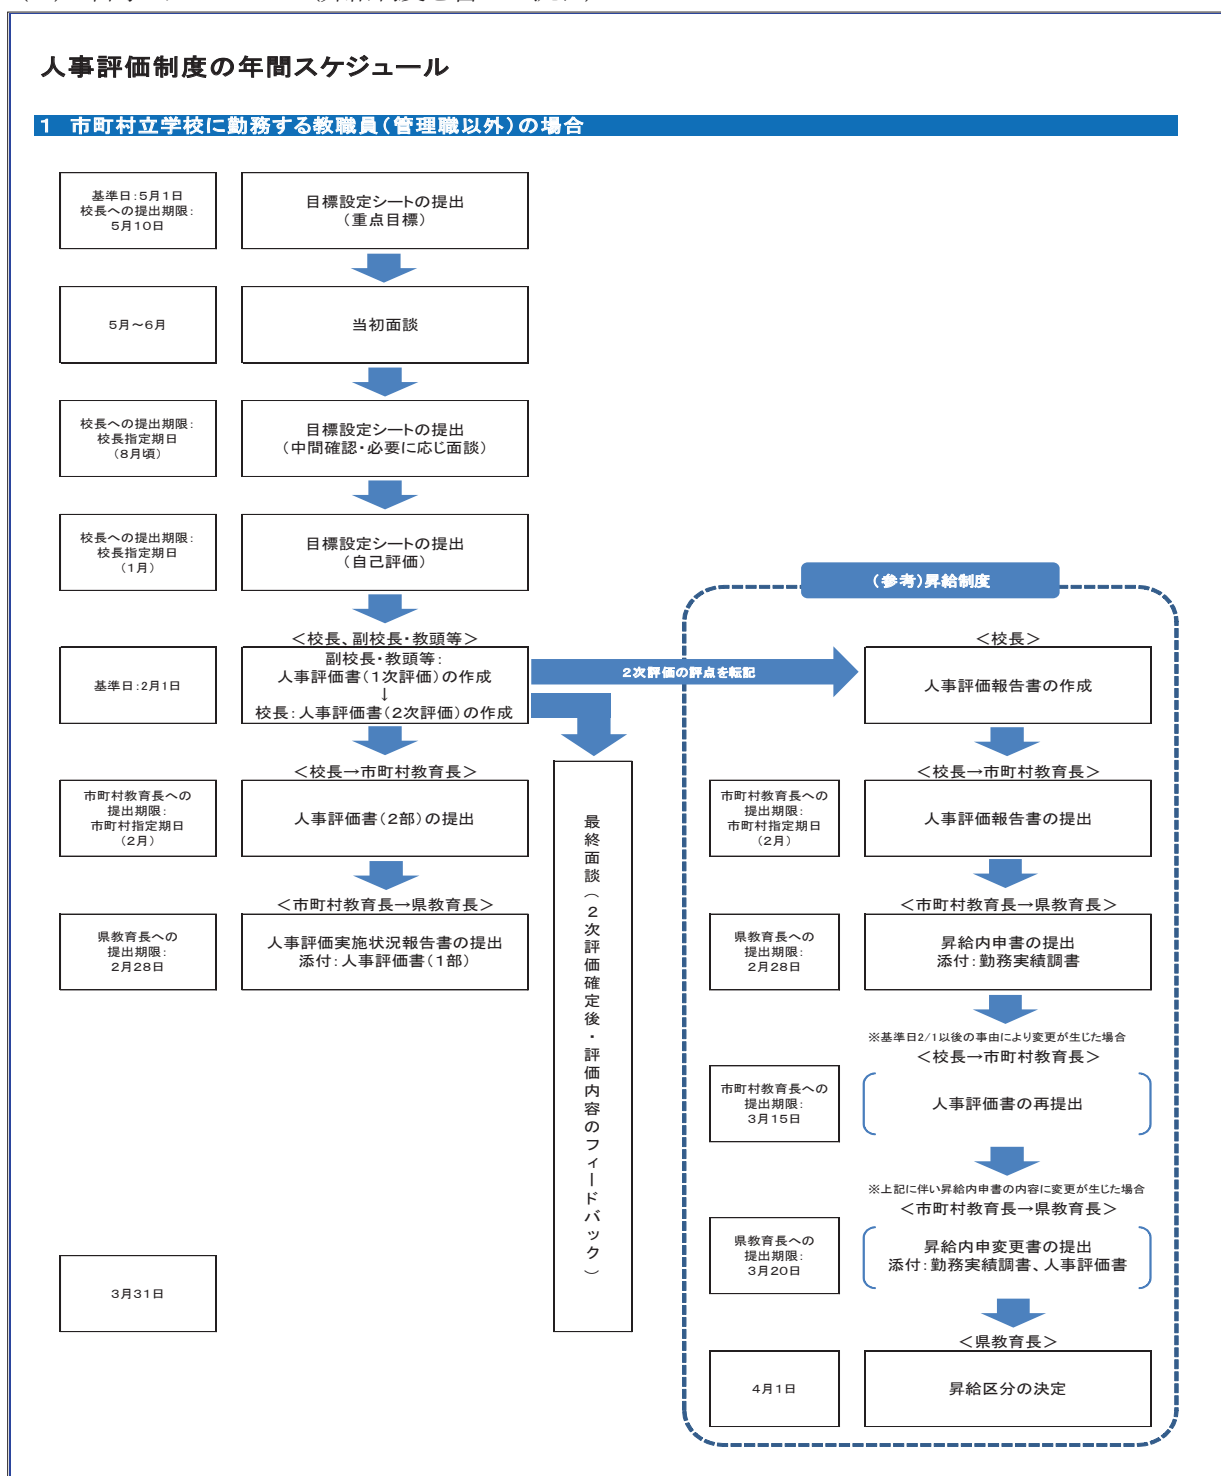 人事評価制度の年間スケジュール
1 市町村立学校に勤務する教職員(管理職以外)の場合
基準日:5月1日
校長への提出期限:
5月10日
目標設定シートの提出
(重点目標)
5月~6月
当初面談
校長への提出期限:
校長指定期日
(8月頃)
目標設定シートの提出
(中間確認・必要に応じ面談)
校長への提出期限:
校長指定期日
(1月)
目標設定シートの提出
(自己評価)
<校長、副校長・教頭等>
基準日:2月1日
副校長・教頭等:
人事評価書(1次評価)の作成
↓
校長:人事評価書(2次評価)の作成
2次評価の評点を転記
<校長→市町村教育長>
市町村教育長への
提出期限:
市町村指定期日
(2月)
人事評価書(2部)の提出
<市町村教育長→県教育長>
県教育長への
提出期限:
2月28日
人事評価実施状況報告書の提出
添付:人事評価書(1部)
3月31日
最終面談(2次評価確定後・評価内容のフィードバック)
(参考)昇給制度
<校長>
人事評価報告書の作成
<校長→市町村教育長>
市町村教育長への
提出期限:
市町村指定期日
(2月)
人事評価報告書の提出
<市町村教育長→県教育長>
県教育長への
提出期限:
2月28日
昇給内申書の提出
添付:勤務実績調書
※基準日2/1以後の事由により変更が生じた場合
<校長→市町村教育長>
市町村教育長への
提出期限:
3月15日
人事評価書の再提出
※上記に伴い昇給内申書の内容に変更が生じた場合
<市町村教育長→県教育長>
県教育長への
提出期限:
3月20日
昇給内申変更書の提出
添付:勤務実績調書、人事評価書
<県教育長>
4月1日
昇給区分の決定